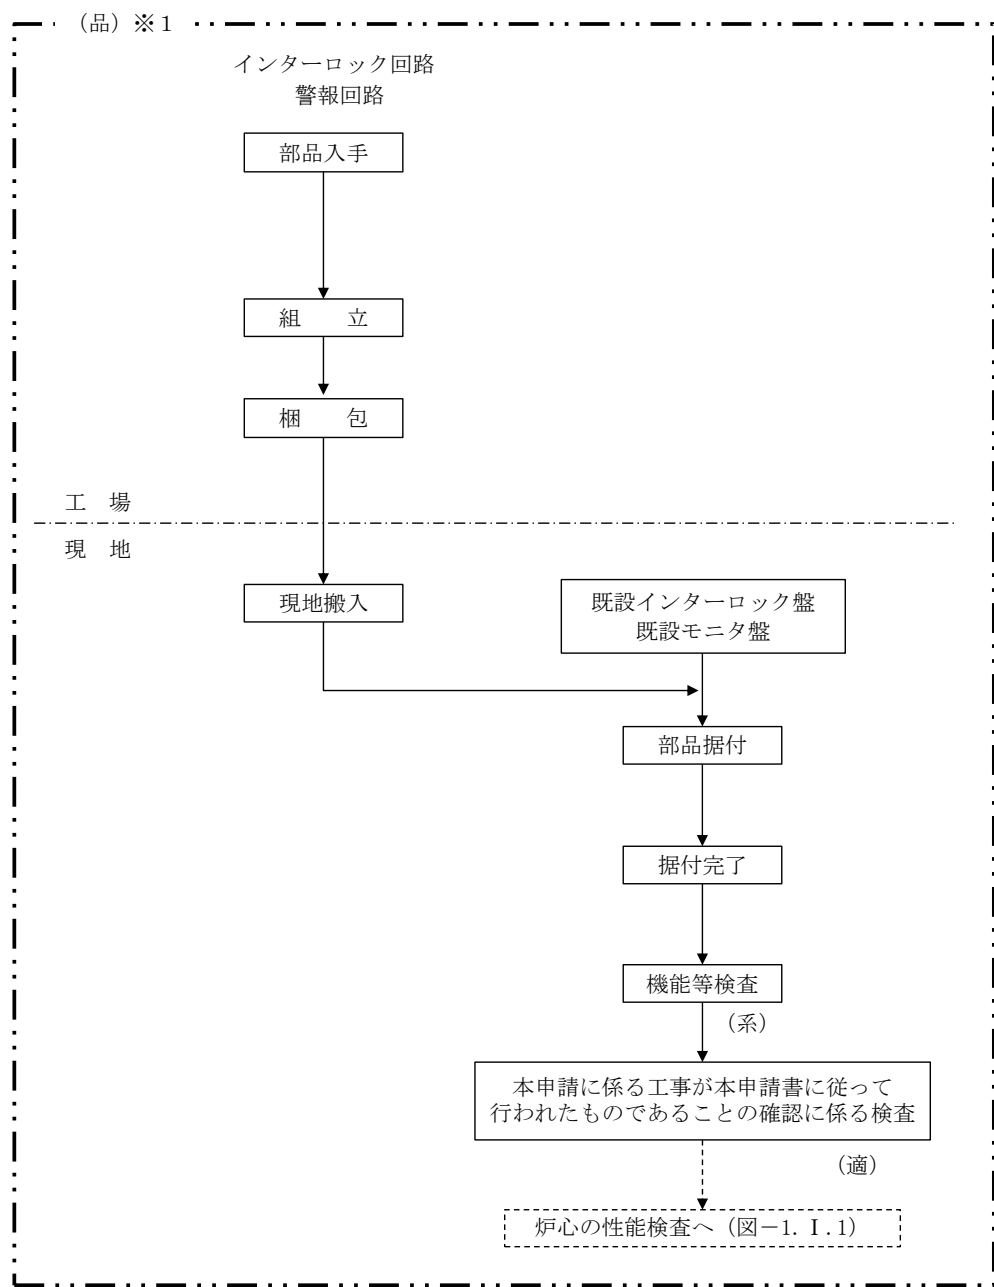 （品）※１
インターロック回路
警報回路
部品入手
組　　立
梱　　包
工　場
現　地
現地搬入
既設インターロック盤
既設モニタ盤
部品据付
据付完了
機能等検査
（系）
本申請に係る工事が本申請書に従って
行われたものであることの確認に係る検査
（適）
炉心の性能検査へ（図－1. Ⅰ. 1）